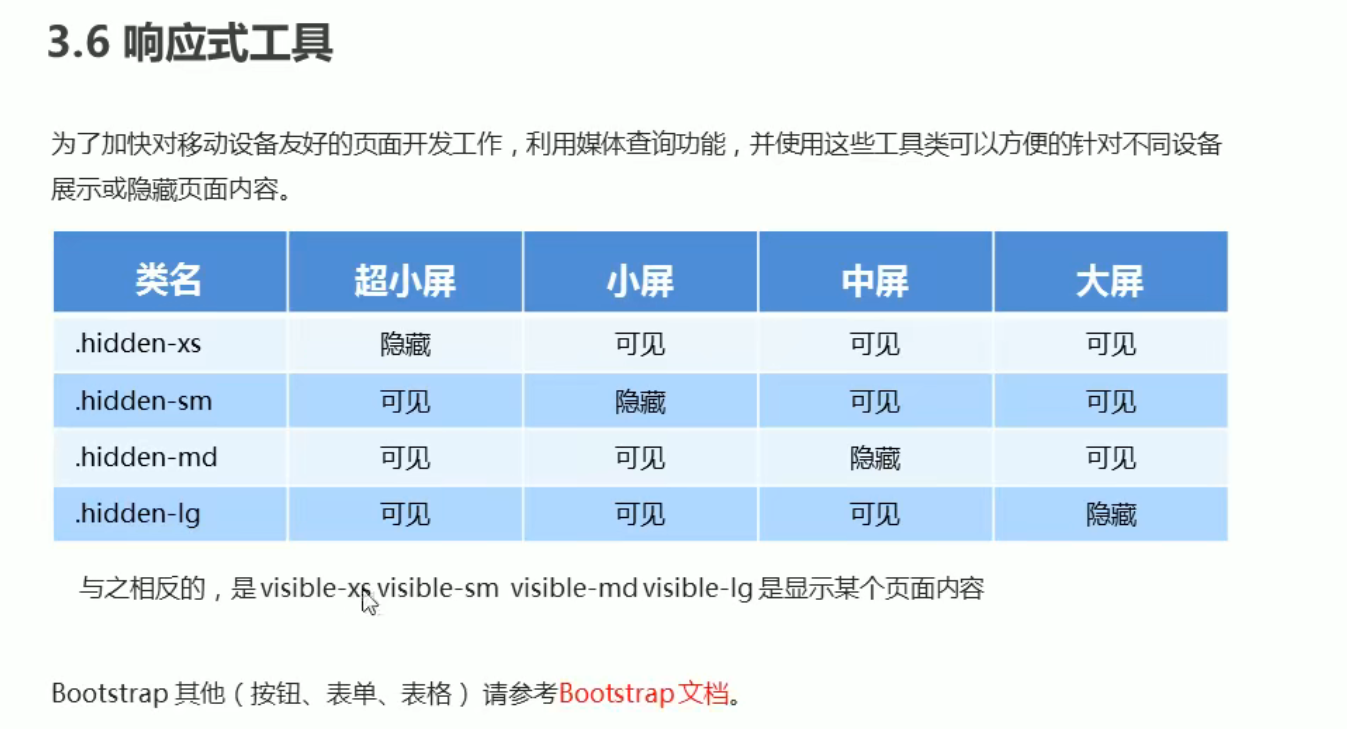 3.6 响应式工具
为了加快对移动设备友好的页面开发工作，利用媒体查询功能，并使用这些工具类可以方便的针对不同设备
展示或隐藏页面内容。
类名 超小屏 小屏 中屏 大屏
.hidden-xs 隐藏 可见 可见 可见
.hidden-sm 可见 隐藏 可见 可见
.hidden-md 可见 可见 隐藏 可见
.hidden-lg 可见 可见 可见 隐藏
与之相反的，是 visible-xs visible-sm visible-md visible-lg 是显示某个页面内容
Bootstrap 其他（按钮、表单、表格）请参考Bootstrap 文档。